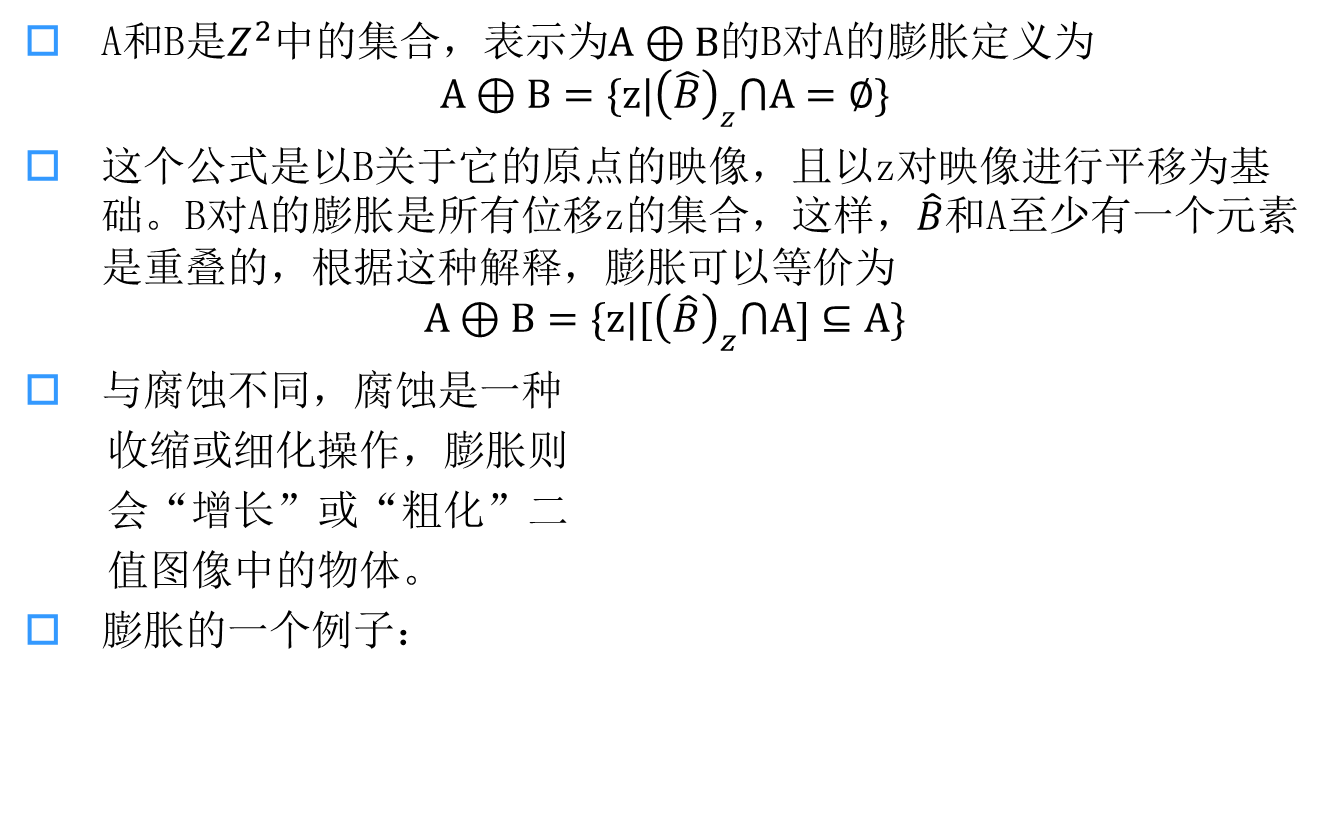 A和B是Z²中的集合，表示为A ⊕ B的B对A的膨胀定义为
A ⊕ B = {z|(B̂)_z⋂A = ∅}
这个公式是以B关于它的原点的映像，且以z对映像进行平移为基
础。B对A的膨胀是所有位移z的集合，这样，B̂和A至少有一个元素
是重叠的，根据这种解释，膨胀可以等价为
A ⊕ B = {z|[(B̂)_z⋂A] ⊆ A}
与腐蚀不同，腐蚀是一种
收缩或细化操作，膨胀则
会“增长”或“粗化”二
值图像中的物体。
膨胀的一个例子：